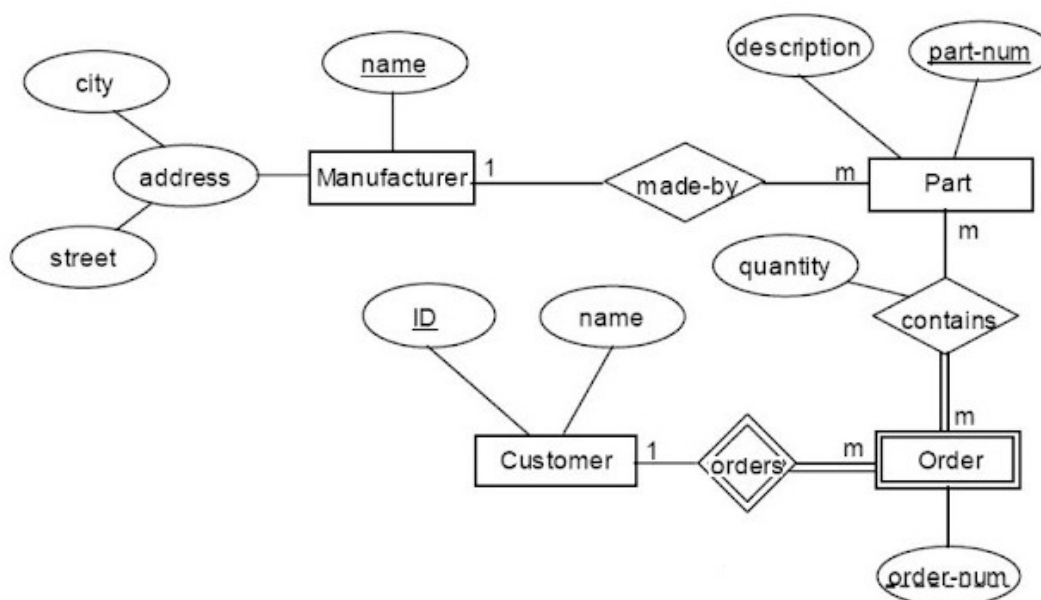 description
part-num
name
city
address
Manufacturer
1
made-by
m
Part
m
street
quantity
ID
name
contains
m
Customer
1
orders
m
Order
order-num